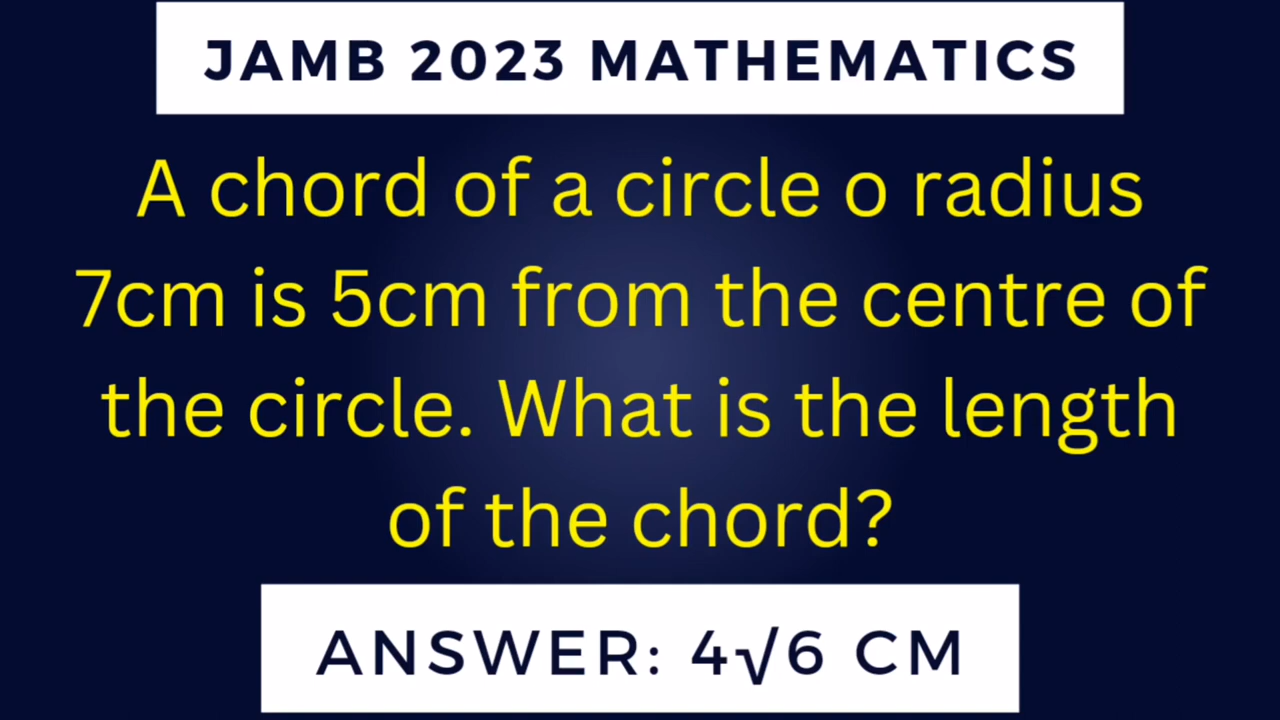 JAMB 2023 MATHEMATICS
A chord of a circle o radius
7cm is 5cm from the centre of
the circle. What is the length
of the chord?
ANSWER: 4√6 CM